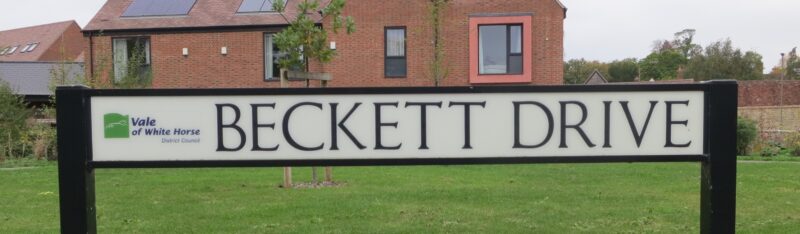 Vale
of White Horse
District Council
BECKETT DRIVE